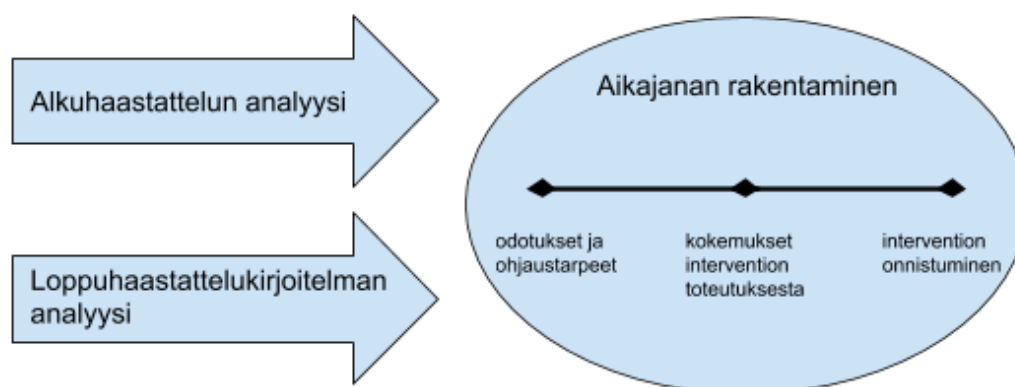 Alkuhaastattelun analyysi
Loppuhaastattelukirjoitelman
analyysi
Aikajanan rakentaminen
odotukset ja
ohjaustarpeet
kokemukset
intervention
toteutuksesta
intervention
onnistuminen